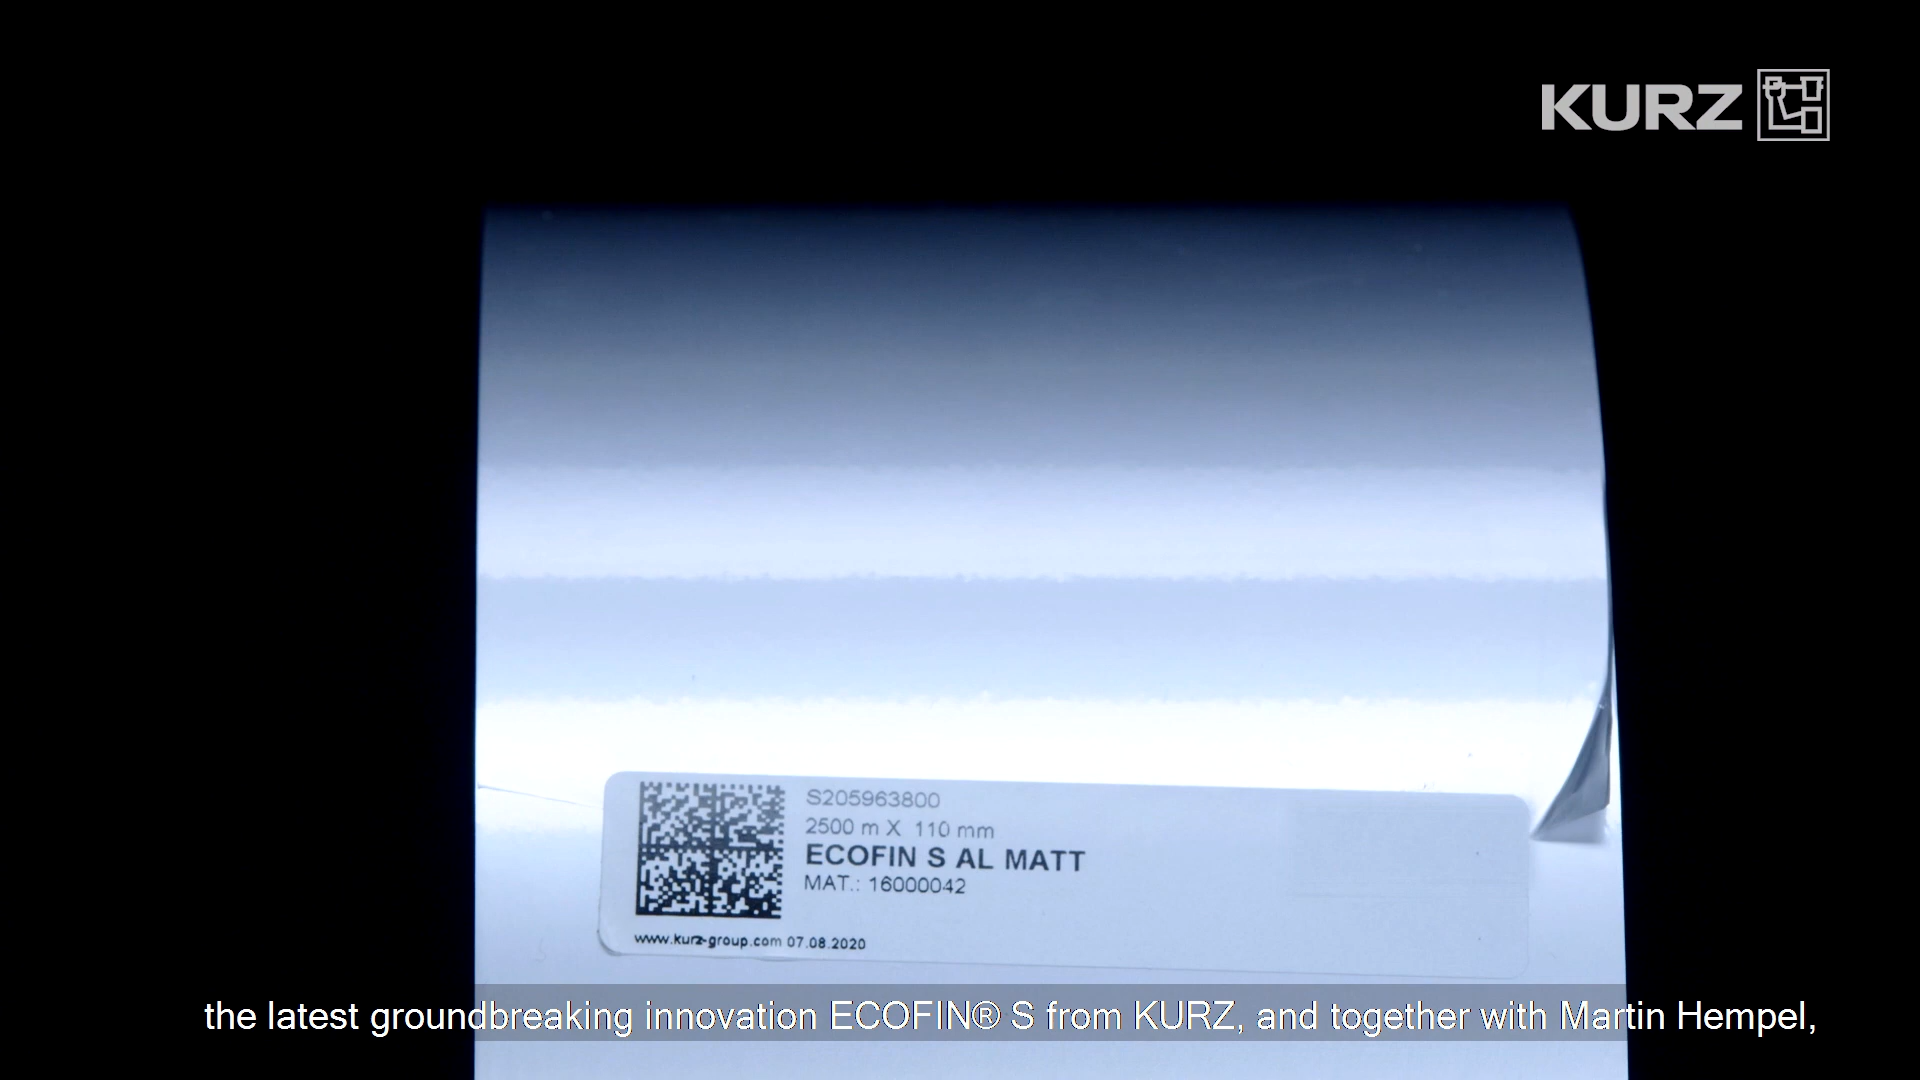 KURZ
S205963800
2500 m X 110 mm
ECOFIN S AL MATT
MAT.: 16000042
www.kurz-group.com 07.08.2020
the latest groundbreaking innovation ECOFIN® S from KURZ, and together with Martin Hempel,